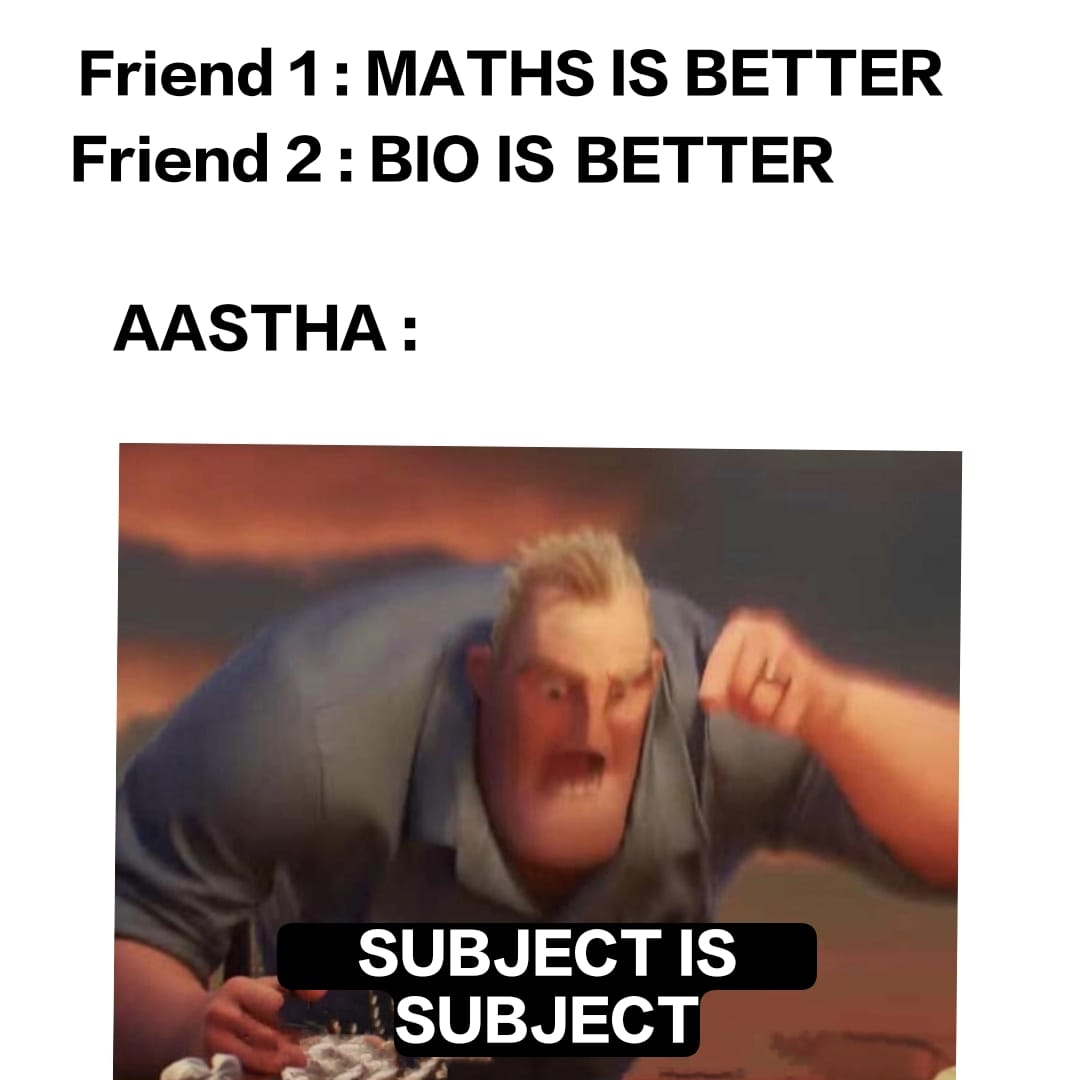 Friend 1 : MATHS IS BETTER
Friend 2 : BIO IS BETTER
AASTHA :
SUBJECT IS
SUBJECT